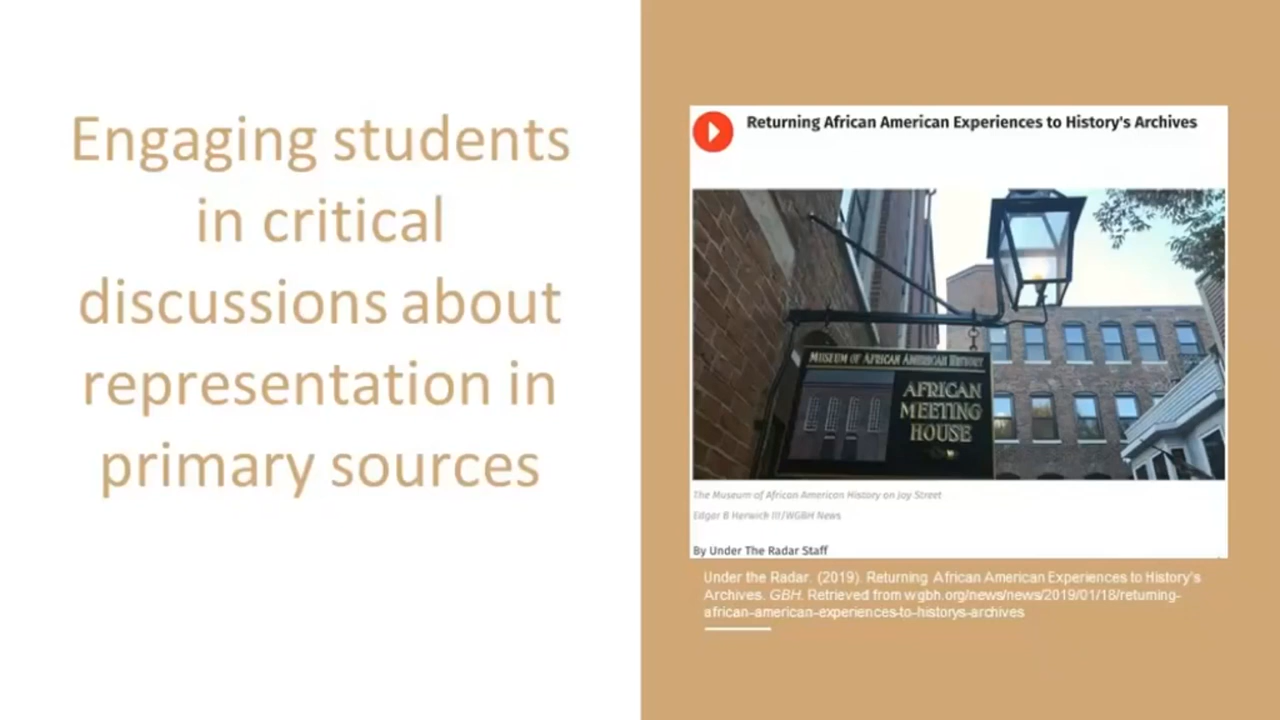 Engaging students
in critical
discussions about
representation in
primary sources
Returning African American Experiences to History's Archives
MUSEUM OF AFRICAN AMERICAN HISTORY
AFRICAN
MEETING
HOUSE
The Museum of African American History on Joy Street
Edgar B Herwick III/WGBH News
By Under The Radar Staff
Under the Radar. (2019). Returning African American Experiences to History's
Archives. GBH. Retrieved from wgbh.org/news/news/2019/01/18/returning-
african-american-experiences-to-historys-archives